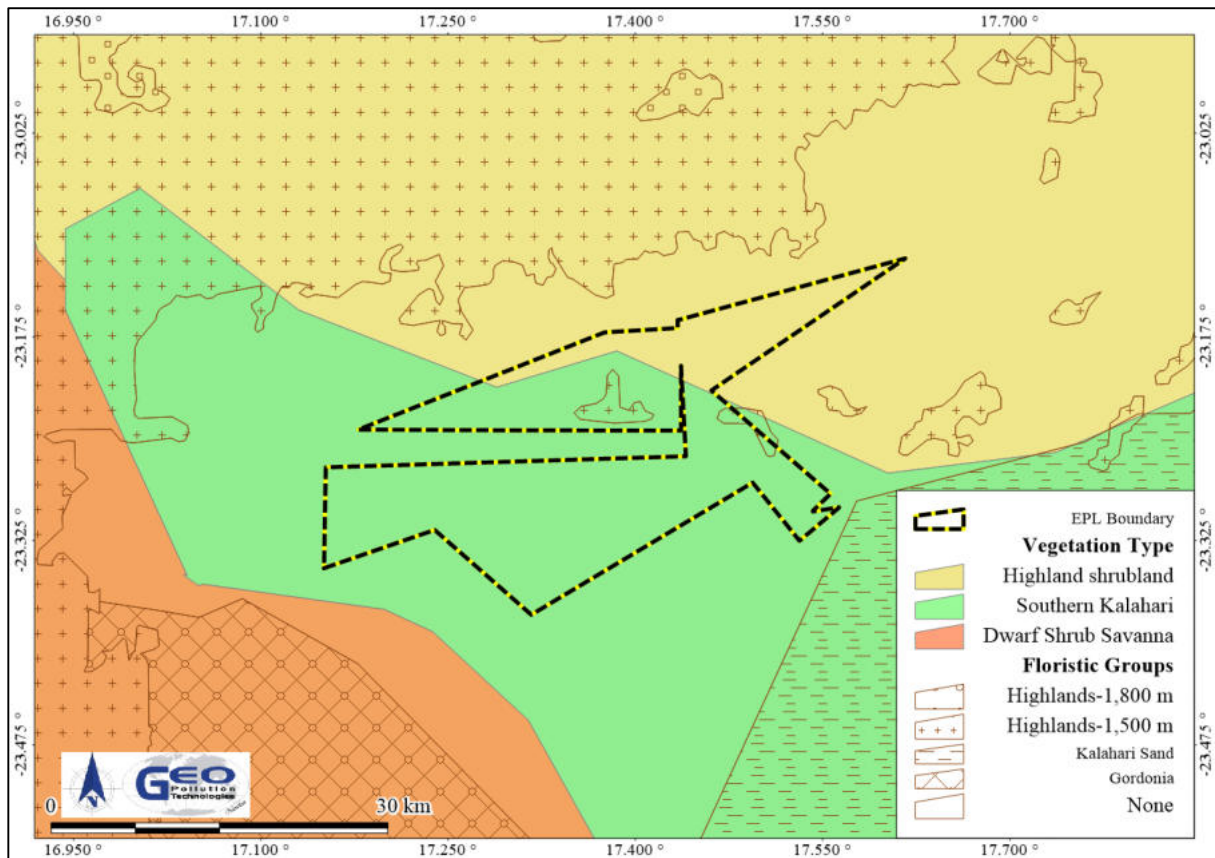 16.950 ° 17.100 ° 17.250 ° 17.400 ° 17.550 ° 17.700 °
-23.025 ° -23.025 °
-23.175 ° -23.175 °
-23.325 ° -23.325 °
-23.475 ° -23.475 °
EPL Boundary
Vegetation Type
Highland shrubland
Southern Kalahari
Dwarf Shrub Savanna
Floristic Groups
Highlands-1,800 m
Highlands-1,500 m
Kalahari Sand
Gordonia
None
GEO
Pollution
Technologies
0 30 km
16.950 ° 17.100 ° 17.250 ° 17.400 ° 17.550 ° 17.700 °